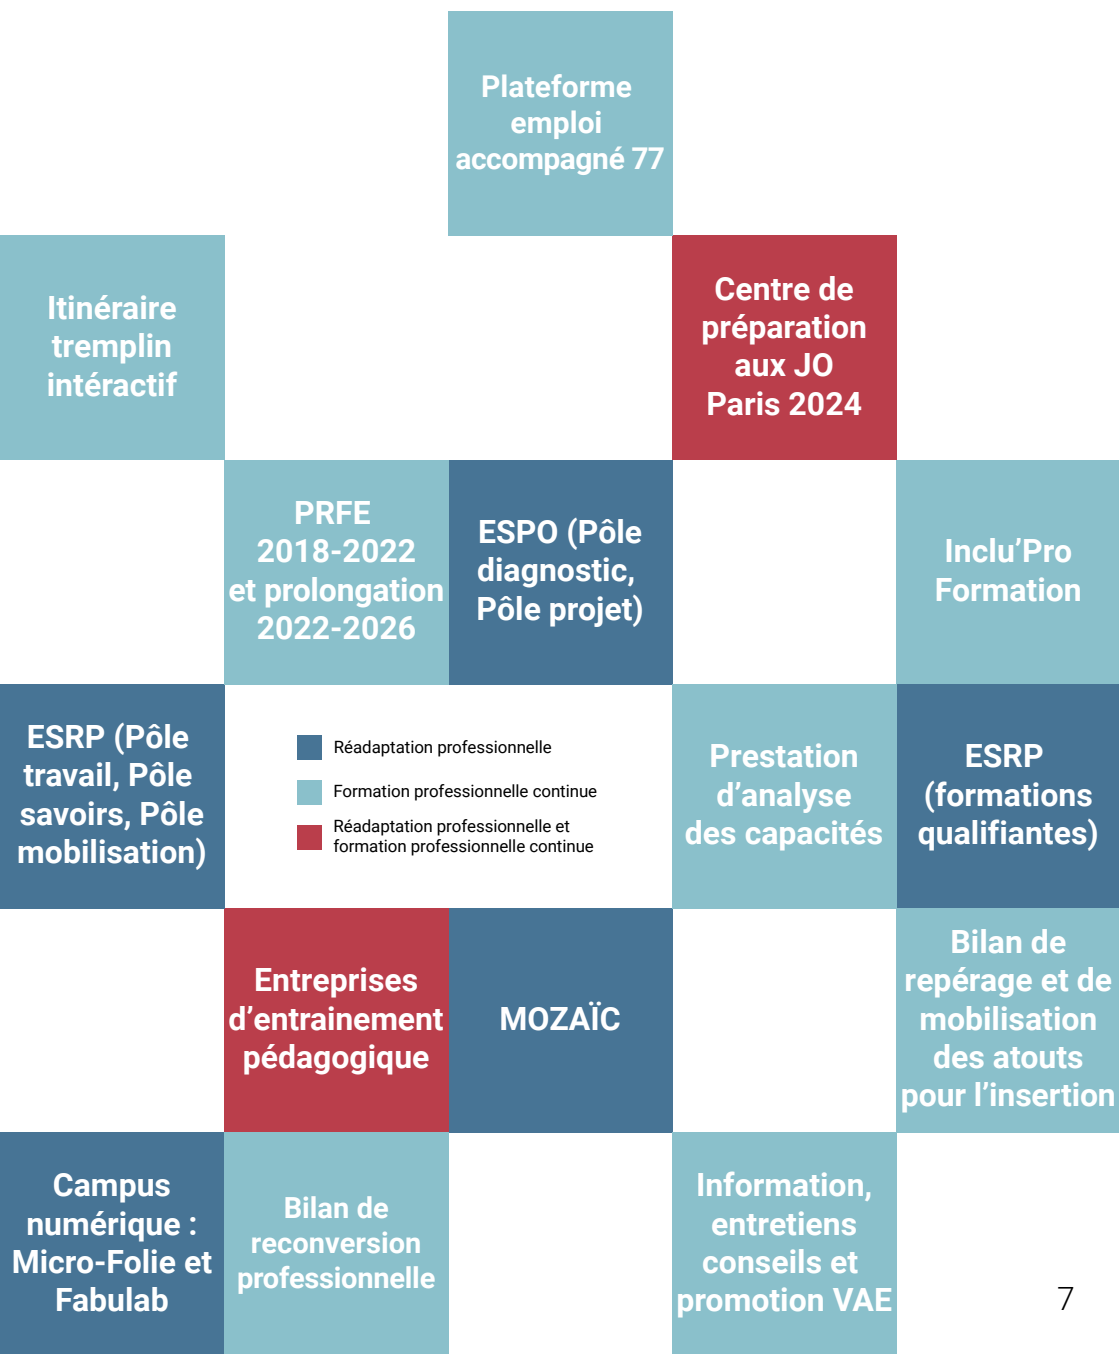 Plateforme
emploi
accompagné 77
Itinéraire
tremplin
intéractif
Centre de
préparation
aux JO
Paris 2024
PRFE
2018-2022
et prolongation
2022-2026
ESPO (Pôle
diagnostic,
Pôle projet)
Inclu’Pro
Formation
ESRP (Pôle
travail, Pôle
savoirs, Pôle
mobilisation)
Réadaptation professionnelle
Formation professionnelle continue
Réadaptation professionnelle et
formation professionnelle continue
Prestation
d’analyse
des capacités
ESRP
(formations
qualifiantes)
Entreprises
d’entrainement
pédagogique
MOZAÏC
Bilan de
repérage et de
mobilisation
des atouts
pour l’insertion
Campus
numérique :
Micro-Folie et
Fabulab
Bilan de
reconversion
professionnelle
Information,
entretiens
conseils et
promotion VAE
7